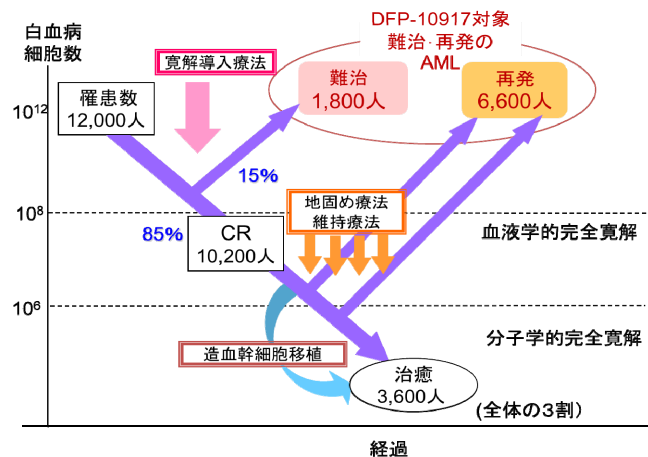 白血病
細胞数
DFP-10917対象
難治·再発の
AML
寛解導入療法
難治
1,800人
再発
6,600人
罹患数
12,000人
10¹²
15%
地固め療法
維持療法
10⁸
85%
CR
10,200人
血液学的完全寛解
10⁶
分子学的完全寛解
造血幹細胞移植
治癒
3,600人
(全体の3割）
経過